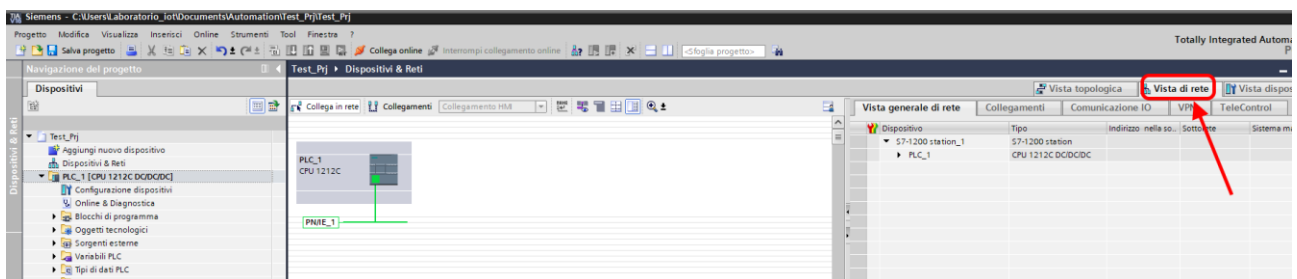 Siemens - C:\Users\Laboratorio_iot\Documents\Automation\Test_Prj\Test_Prj
Progetto Modifica Visualizza Inserisci Online Strumenti Tool Finestra ?
Totally Integrated Automa
Salva progetto Collega online Interrompi collegamento online <Sfoglia progetto>
P
Navigazione del progetto
Test_Prj Dispositivi & Reti
Dispositivi
Vista topologica Vista di rete Vista dispos
Collega in rete Collegamenti Collegamento HMI
Vista generale di rete Collegamenti Comunicazione IO VPN TeleControl
Dispositivi & Reti
Test_Prj
Aggiungi nuovo dispositivo
Dispositivi & Reti
PLC_1 [CPU 1212C DC/DC/DC]
Configurazione dispositivi
Online & Diagnostica
Blocchi di programma
Oggetti tecnologici
Sorgenti esterne
Variabili PLC
Tipi di dati PLC
PLC_1
CPU 1212C
PN/IE_1
Dispositivo Tipo Indirizzo nella so... Sottorete Sistema ma
S7-1200 station_1 S7-1200 station
PLC_1 CPU 1212C DC/DC/DC